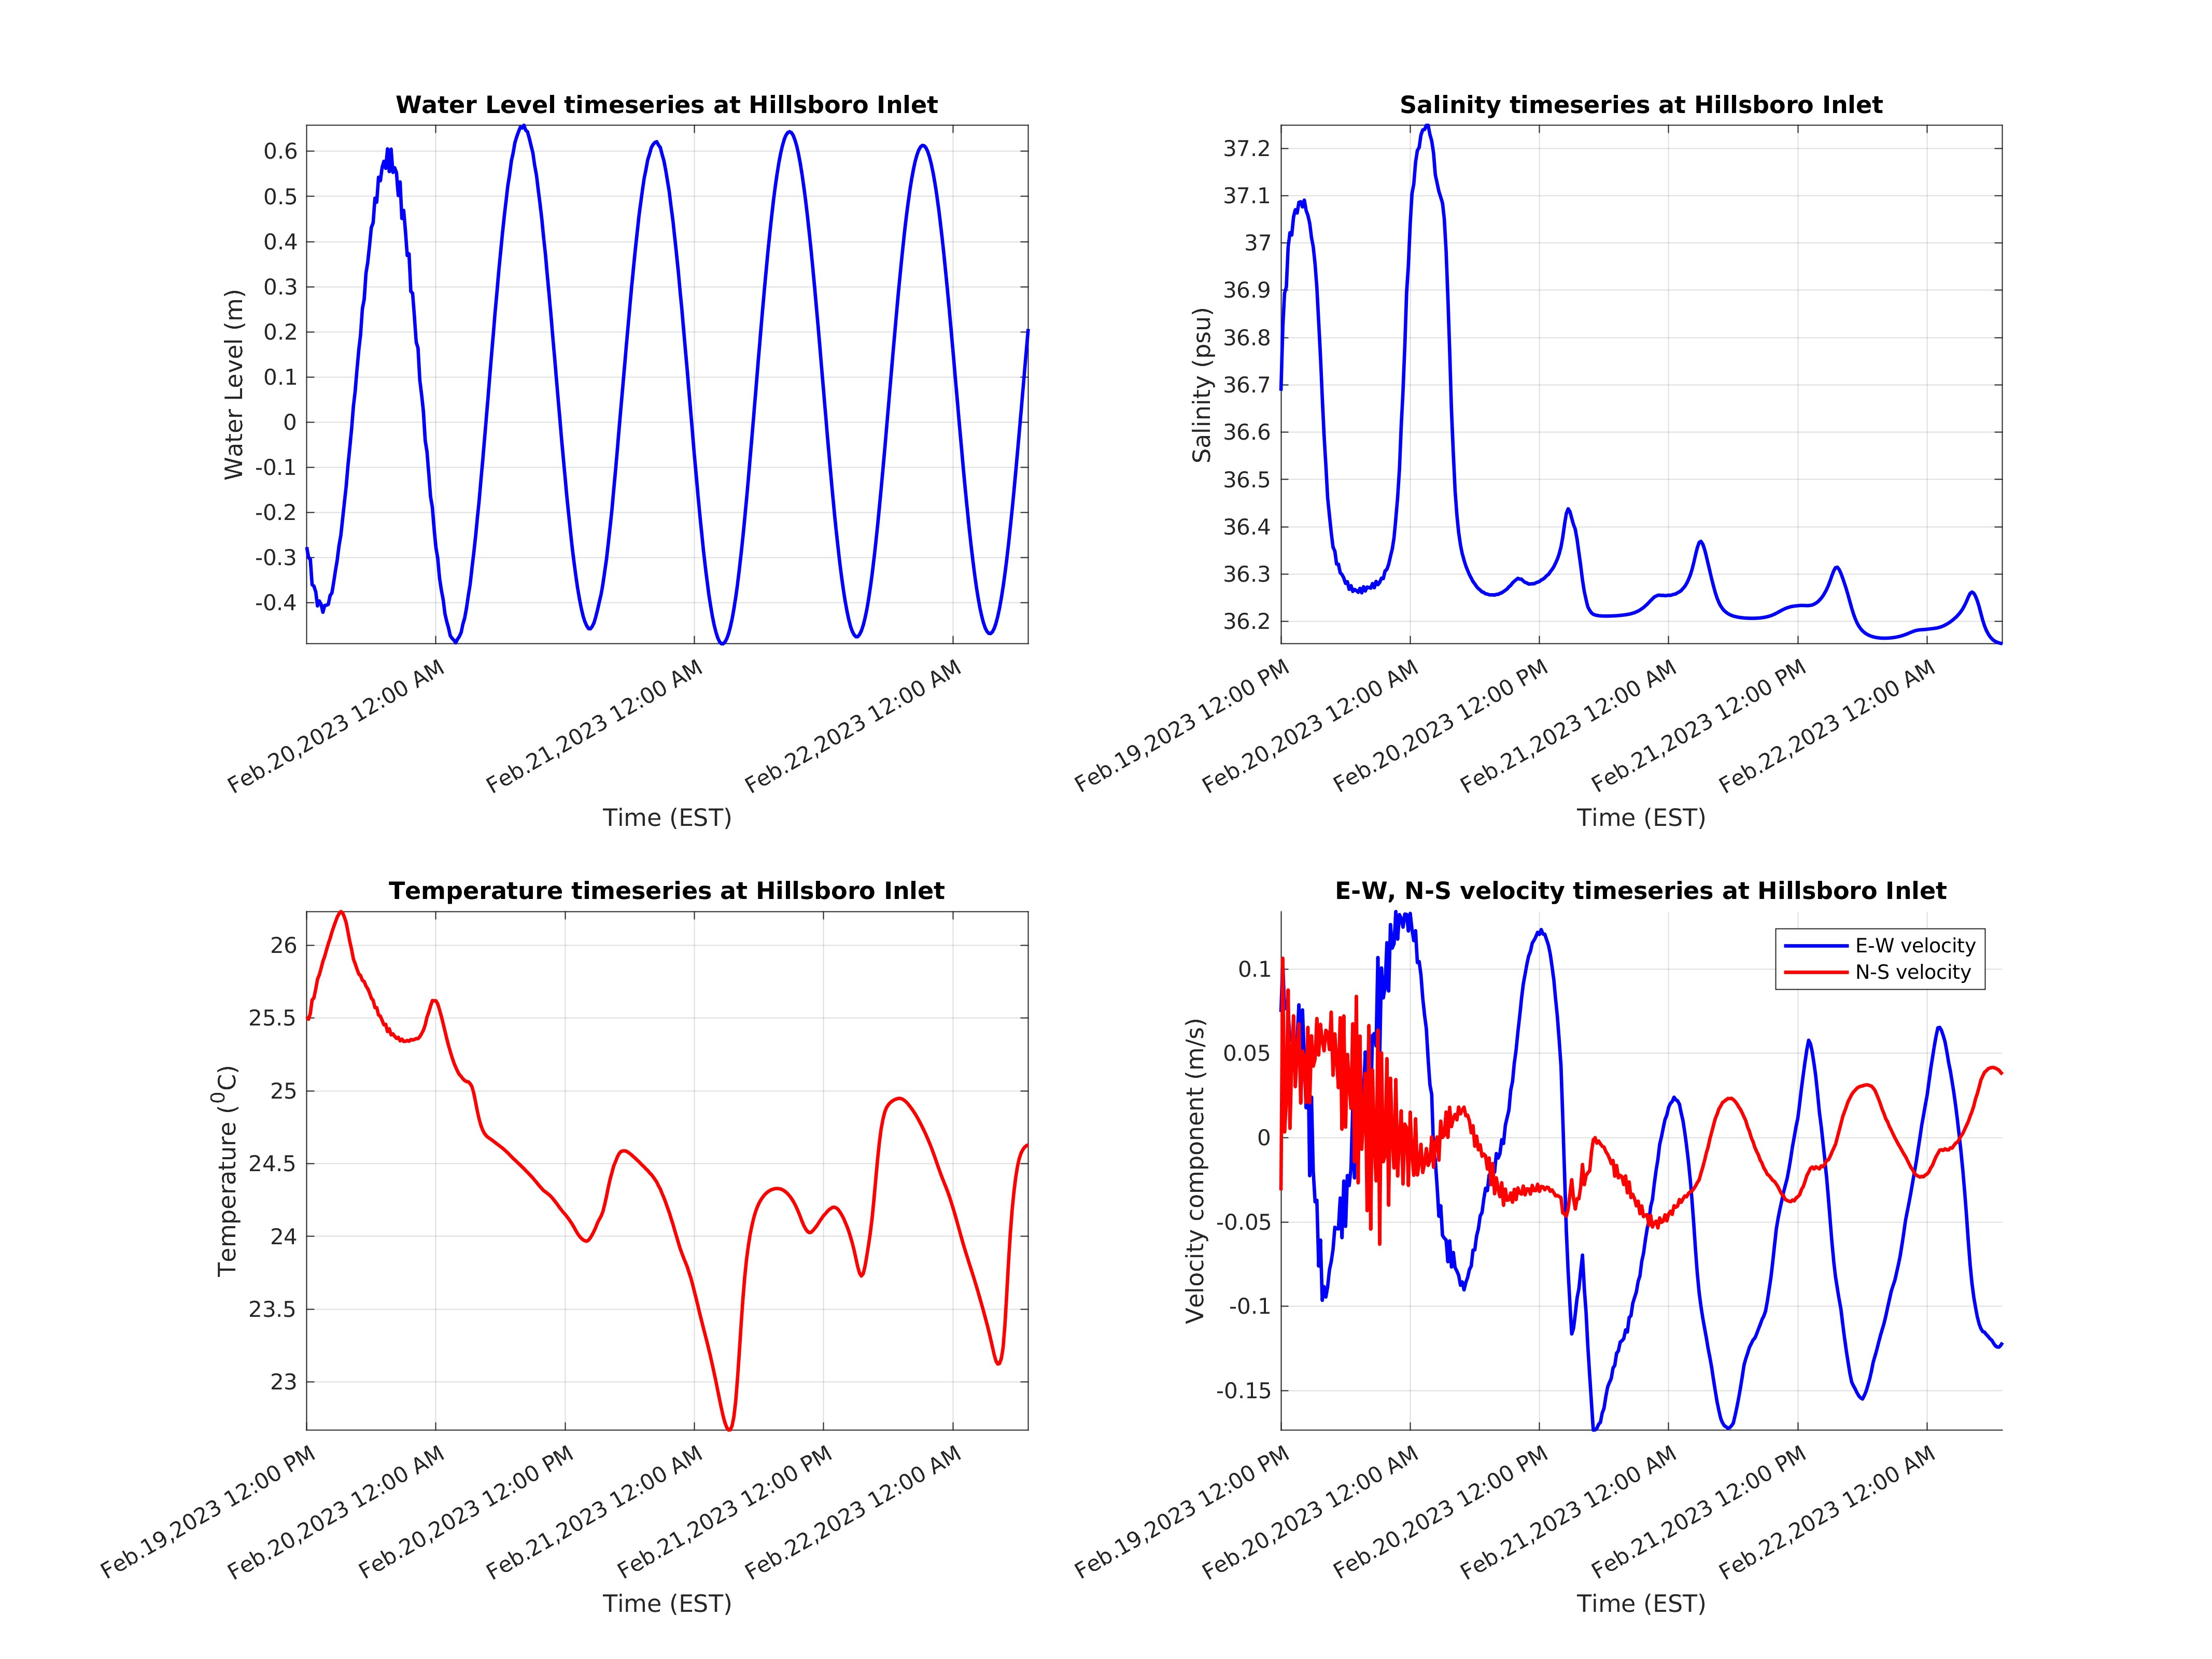 Water Level timeseries at Hillsboro Inlet
Water Level (m)
0.6
0.5
0.4
0.3
0.2
0.1
0
-0.1
-0.2
-0.3
-0.4
Feb.20,2023 12:00 AM
Feb.21,2023 12:00 AM
Feb.22,2023 12:00 AM
Time (EST)
Salinity timeseries at Hillsboro Inlet
Salinity (psu)
37.2
37.1
37
36.9
36.8
36.7
36.6
36.5
36.4
36.3
36.2
Feb.19,2023 12:00 PM
Feb.20,2023 12:00 AM
Feb.20,2023 12:00 PM
Feb.21,2023 12:00 AM
Feb.21,2023 12:00 PM
Feb.22,2023 12:00 AM
Time (EST)
Temperature timeseries at Hillsboro Inlet
Temperature (⁰C)
26
25.5
25
24.5
24
23.5
23
Feb.19,2023 12:00 PM
Feb.20,2023 12:00 AM
Feb.20,2023 12:00 PM
Feb.21,2023 12:00 AM
Feb.21,2023 12:00 PM
Feb.22,2023 12:00 AM
Time (EST)
E-W, N-S velocity timeseries at Hillsboro Inlet
E-W velocity
N-S velocity
Velocity component (m/s)
0.1
0.05
0
-0.05
-0.1
-0.15
Feb.19,2023 12:00 PM
Feb.20,2023 12:00 AM
Feb.20,2023 12:00 PM
Feb.21,2023 12:00 AM
Feb.21,2023 12:00 PM
Feb.22,2023 12:00 AM
Time (EST)